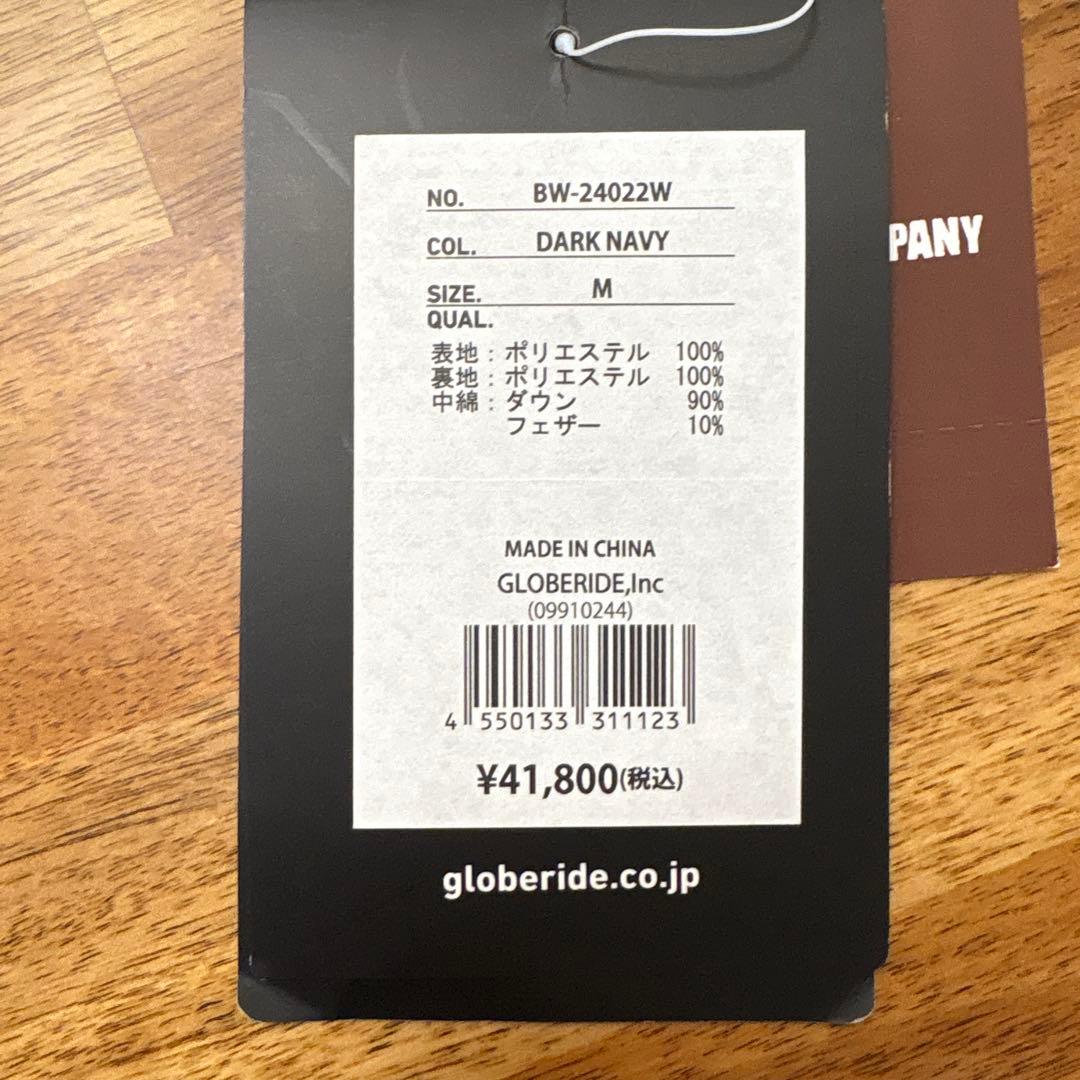 NO. BW-24022W
COL. DARK NAVY
SIZE. M
QUAL.
表地：ポリエステル 100%
裏地：ポリエステル 100%
中綿：ダウン 90%
フェザー 10%
MADE IN CHINA
GLOBERIDE,Inc
(09910244)
4 550133 311123
¥41,800(税込)
globeride.co.jp
PANY